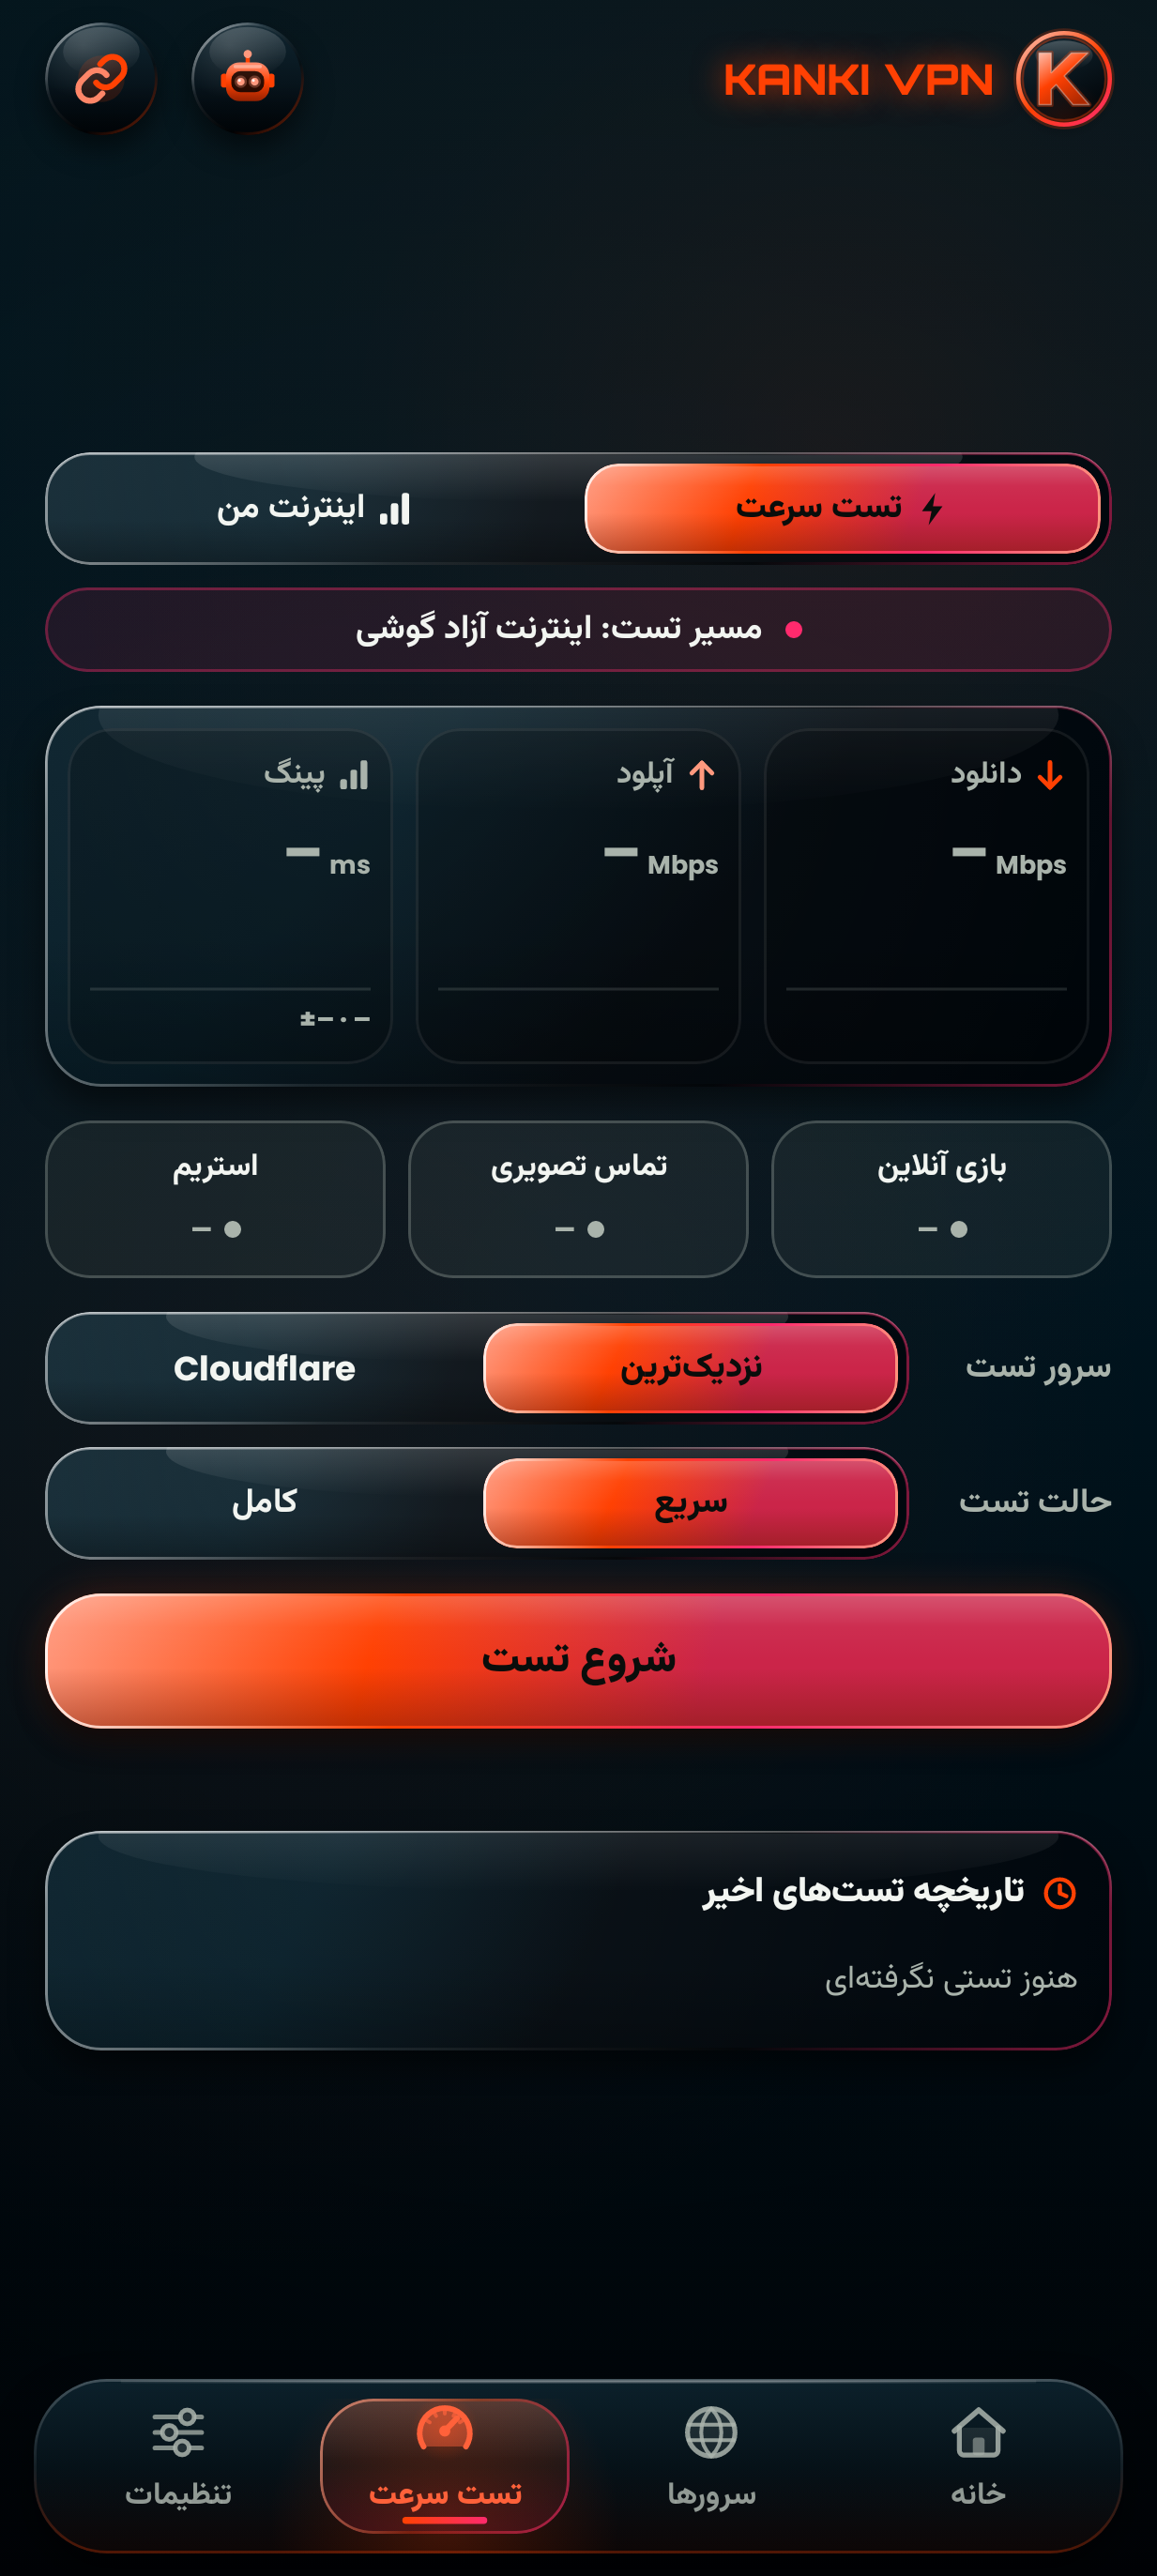 KANKI VPN
تست سرعت
اینترنت من
مسیر تست: اینترنت آزاد گوشی
دانلود
— Mbps
آپلود
— Mbps
پینگ
— ms
— · —±
بازی آنلاین
—
تماس تصویری
—
استریم
—
سرور تست
نزدیک‌ترین
Cloudflare
حالت تست
سریع
کامل
شروع تست
تاریخچه تست‌های اخیر
هنوز تستی نگرفته‌ای
خانه
سرورها
تست سرعت
تنظیمات